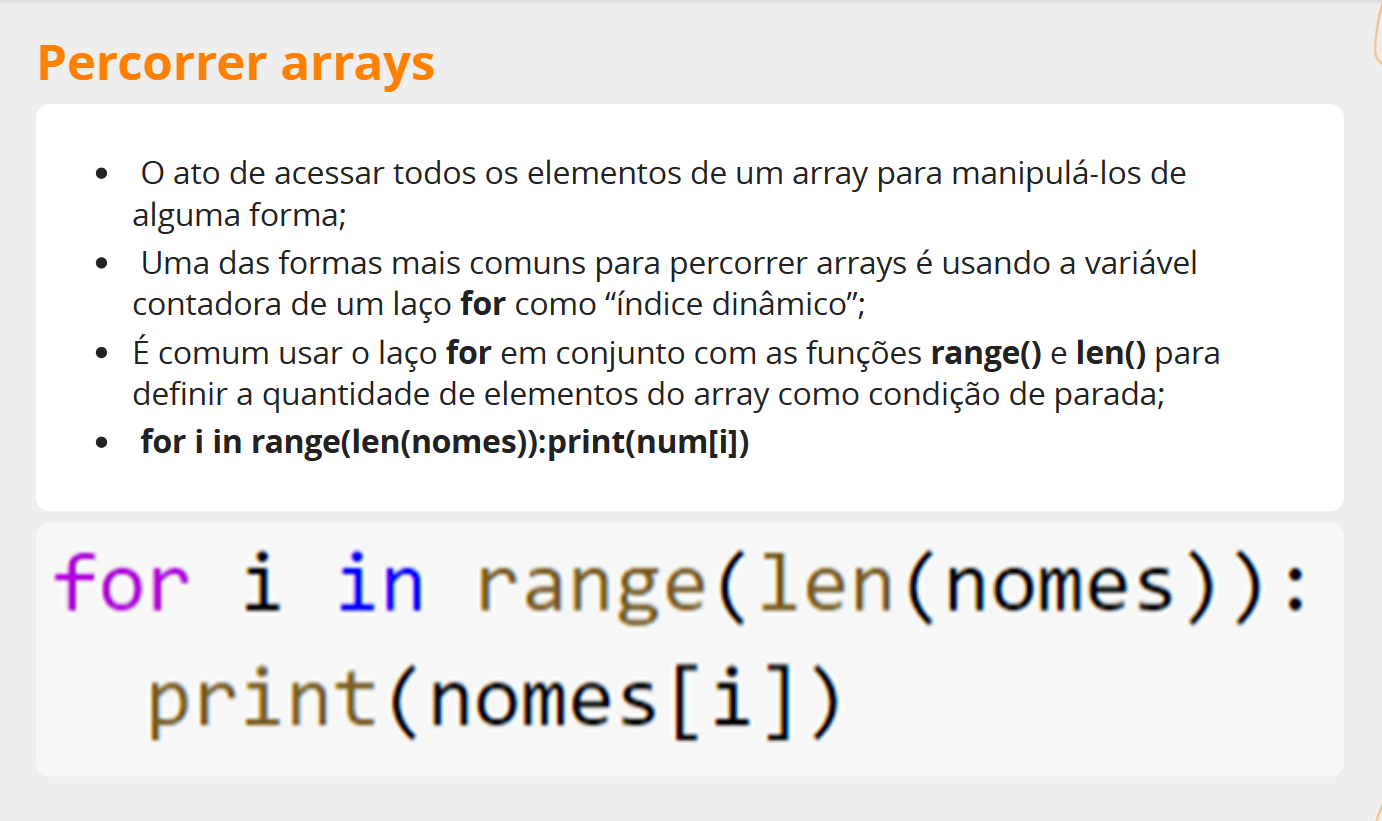 Percorrer arrays
• O ato de acessar todos os elementos de um array para manipulá-los de
alguma forma;
• Uma das formas mais comuns para percorrer arrays é usando a variável
contadora de um laço for como “índice dinâmico”;
• É comum usar o laço for em conjunto com as funções range() e len() para
definir a quantidade de elementos do array como condição de parada;
• for i in range(len(nomes)):print(num[i])
for i in range(len(nomes)):
  print(nomes[i])